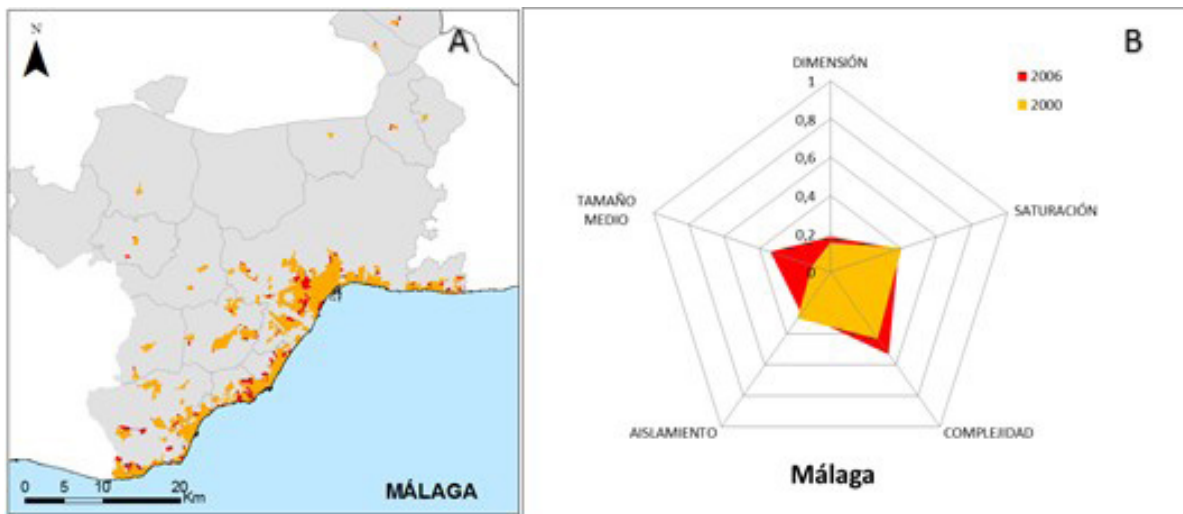 N
A
0 5 10 20
Km
MÁLAGA
B
DIMENSIÓN
1
0,8
0,6
0,4
0,2
0
2006
2000
TAMAÑO
MEDIO
SATURACIÓN
AISLAMIENTO
COMPLEJIDAD
Málaga